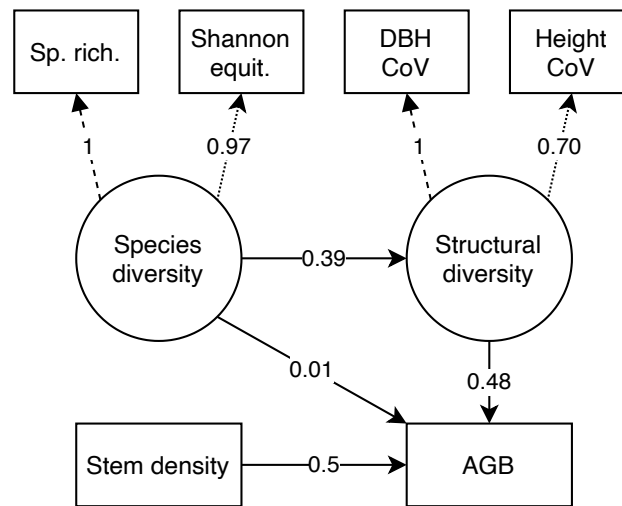 Sp. rich.
Shannon
equit.
DBH
CoV
Height
CoV
1
0.97
1
0.70
Species
diversity
0.39
Structural
diversity
0.01
0.48
Stem density
0.5
AGB